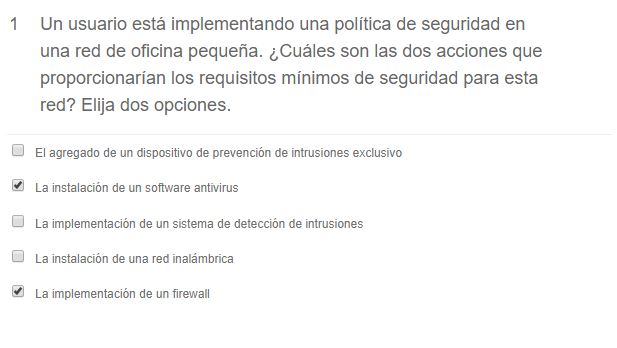 1 Un usuario está implementando una política de seguridad en
una red de oficina pequeña. ¿Cuáles son las dos acciones que
proporcionarían los requisitos mínimos de seguridad para esta
red? Elija dos opciones.
El agregado de un dispositivo de prevención de intrusiones exclusivo
La instalación de un software antivirus
La implementación de un sistema de detección de intrusiones
La instalación de una red inalámbrica
La implementación de un firewall